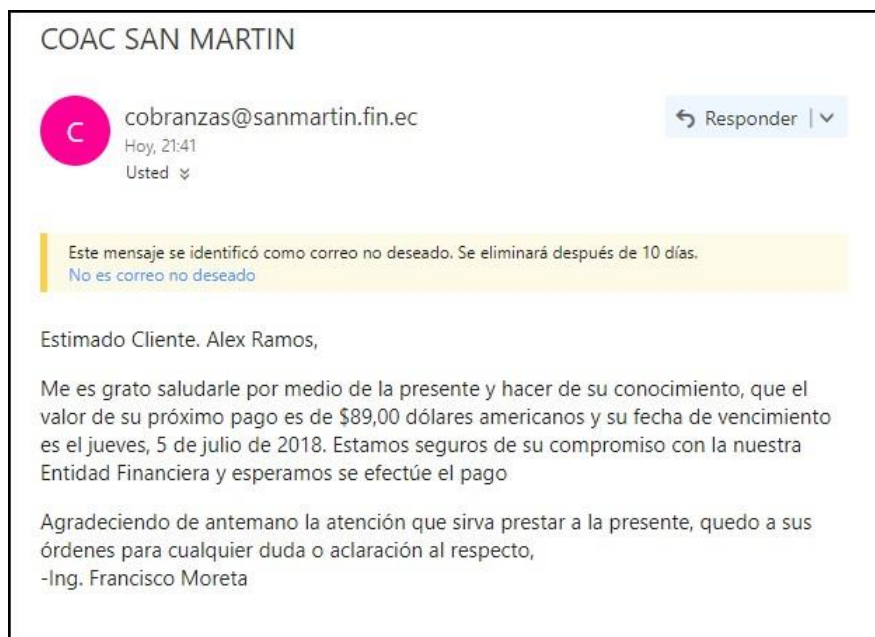 COAC SAN MARTIN
C
cobranzas@sanmartin.fin.ec
Hoy, 21:41
Usted
Responder
Este mensaje se identificó como correo no deseado. Se eliminará después de 10 días.
No es correo no deseado
Estimado Cliente. Alex Ramos,
Me es grato saludarle por medio de la presente y hacer de su conocimiento, que el
valor de su próximo pago es de $89,00 dólares americanos y su fecha de vencimiento
es el jueves, 5 de julio de 2018. Estamos seguros de su compromiso con la nuestra
Entidad Financiera y esperamos se efectúe el pago
Agradeciendo de antemano la atención que sirva prestar a la presente, quedo a sus
órdenes para cualquier duda o aclaración al respecto,
-Ing. Francisco Moreta